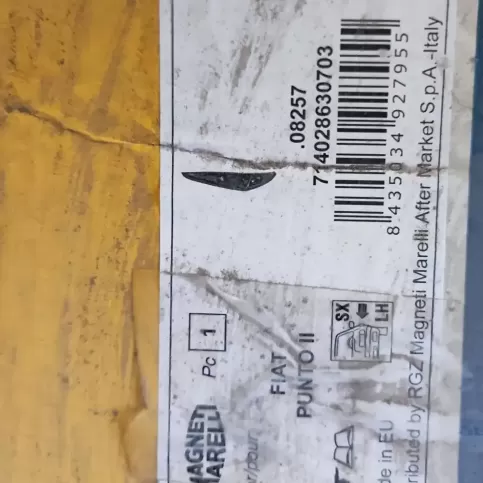 MAGNETI
MARELLI
Pc 1
.08257
714028630703
FIAT
PUNTO II
SX
LH
8 435034 927955
de in EU
ributed by RGZ Magneti Marelli After Market S.p.A.-Italy